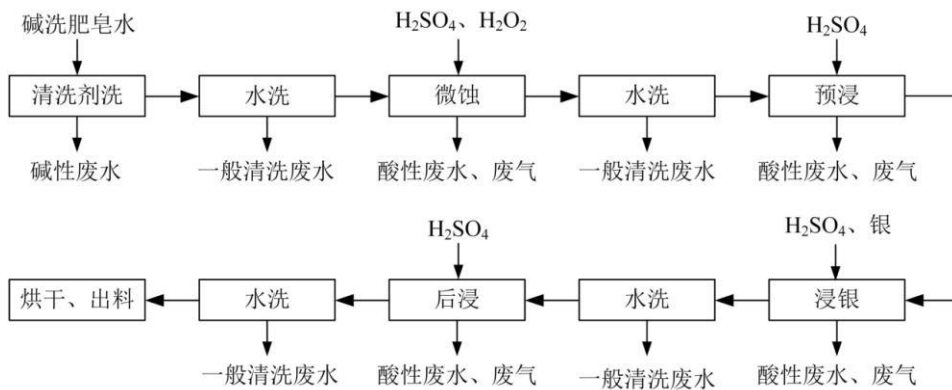 碱洗肥皂水
H₂SO₄、H₂O₂
H₂SO₄
清洗剂洗
水洗
微蚀
水洗
预浸
碱性废水
一般清洗废水
酸性废水、废气
一般清洗废水
酸性废水、废气
H₂SO₄
H₂SO₄、银
烘干、出料
水洗
后浸
水洗
浸银
一般清洗废水
酸性废水、废气
一般清洗废水
酸性废水、废气